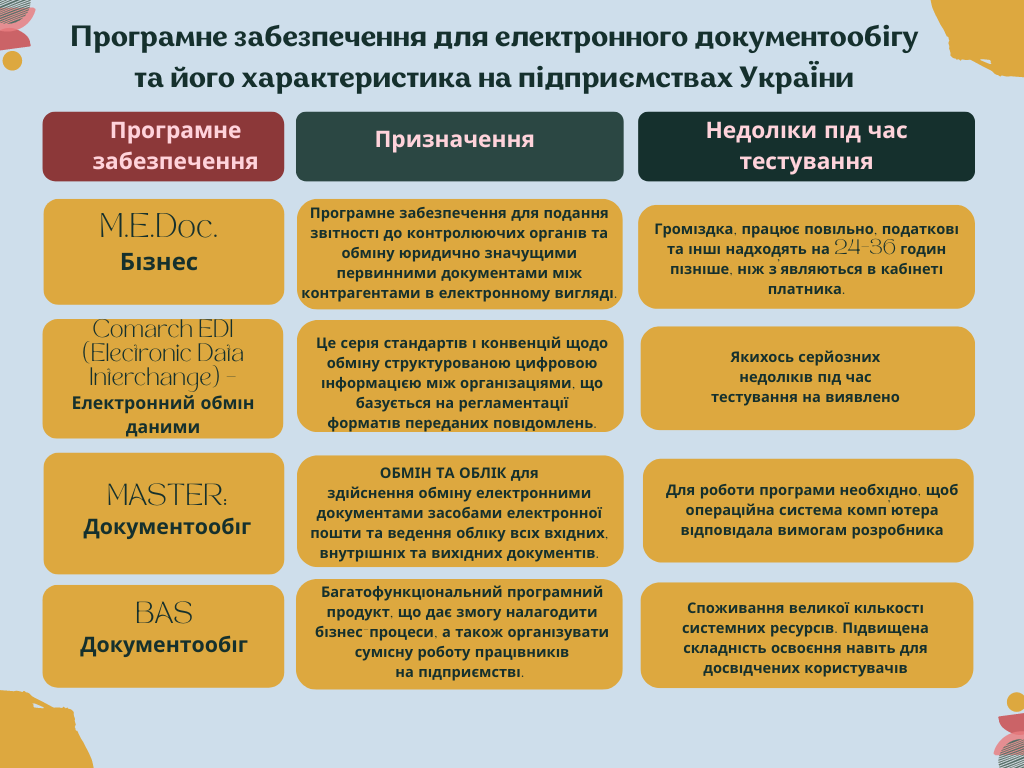 Програмне забезпечення для електронного документообігу
та його характеристика на підприємствах України
Програмне
забезпечення
Призначення
Недоліки під час
тестування
M.E.Doc.
Бізнес
Програмне забезпечення для подання
звітності до контролюючих органів та
обміну юридично значущими
первинними документами між
контрагентами в електронному вигляді.
Громіздка, працює повільно, податкові
та інші надходять на 24-36 годин
пізніше, ніж з'являються в кабінеті
платника.
Comarch EDI
(Electronic Data
Interchange) –
Електронний обмін
даними
Це серія стандартів і конвенцій щодо
обміну структурованою цифровою
інформацією між організаціями, що
базується на регламентації
форматів переданих повідомлень.
Якихось серйозних
недоліків під час
тестування на виявлено
MASTER:
Документообіг
ОБМІН ТА ОБЛІК для
здійснення обміну електронними
документами засобами електронної
пошти та ведення обліку всіх вхідних,
внутрішніх та вихідних документів.
Для роботи програми необхідно, щоб
операційна система комп'ютера
відповідала вимогам розробника
BAS
Документообіг
Багатофункціональний програмний
продукт, що дає змогу налагодити
бізнес процеси, а також організувати
сумісну роботу працівників
на підприємстві.
Споживання великої кількості
системних ресурсів. Підвищена
складність освоєння навіть для
досвідчених користувачів